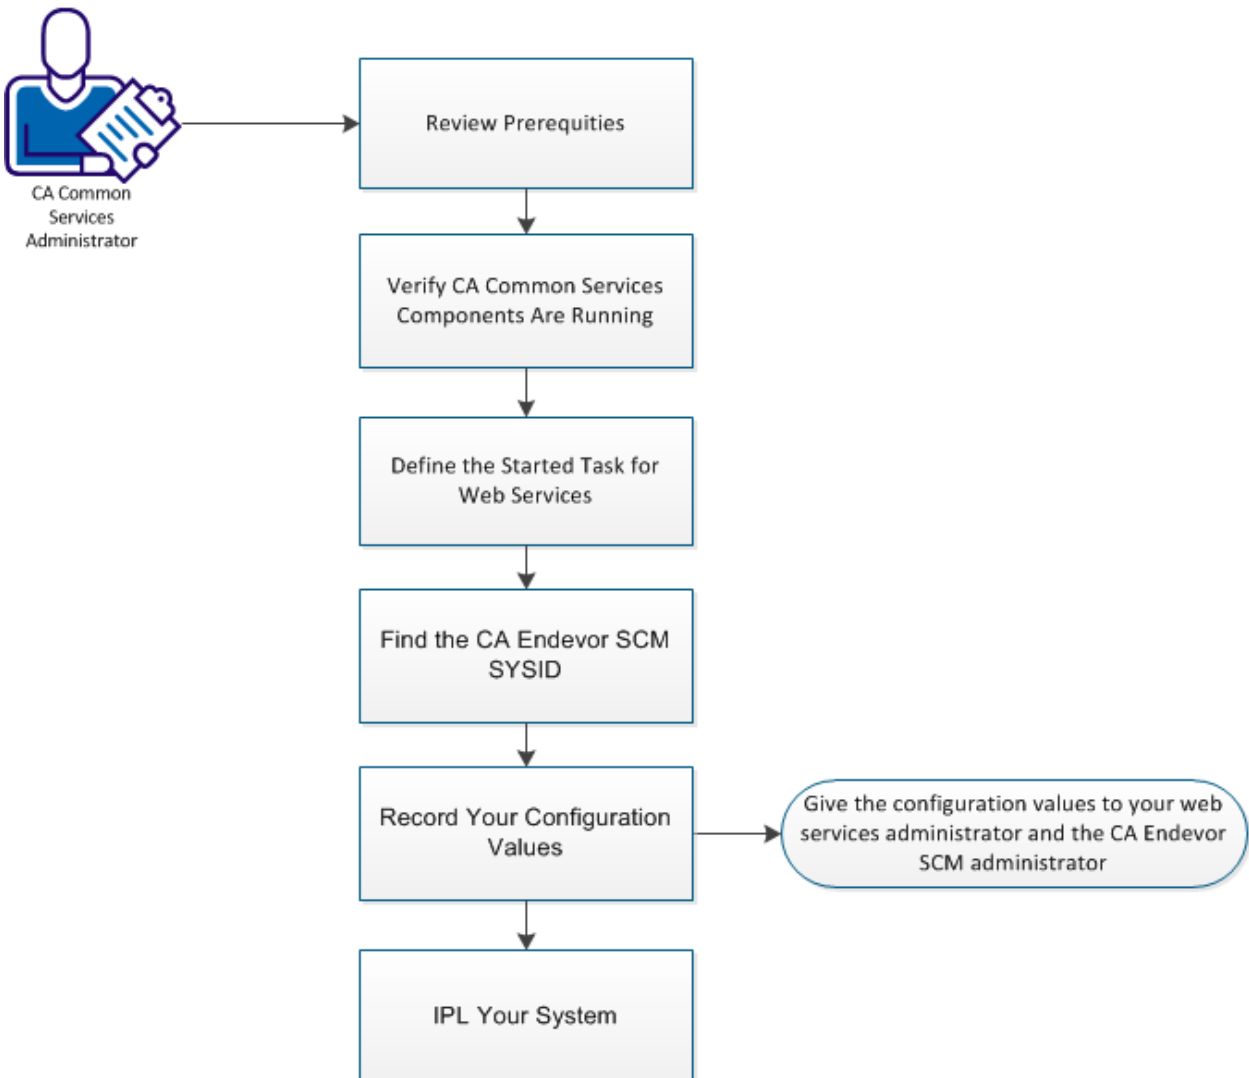 CA Common
Services
Administrator
Review Prerequities
Verify CA Common Services
Components Are Running
Define the Started Task for
Web Services
Find the CA Endevor SCM
SYSID
Record Your Configuration
Values
Give the configuration values to your web
services administrator and the CA Endevor
SCM administrator
IPL Your System